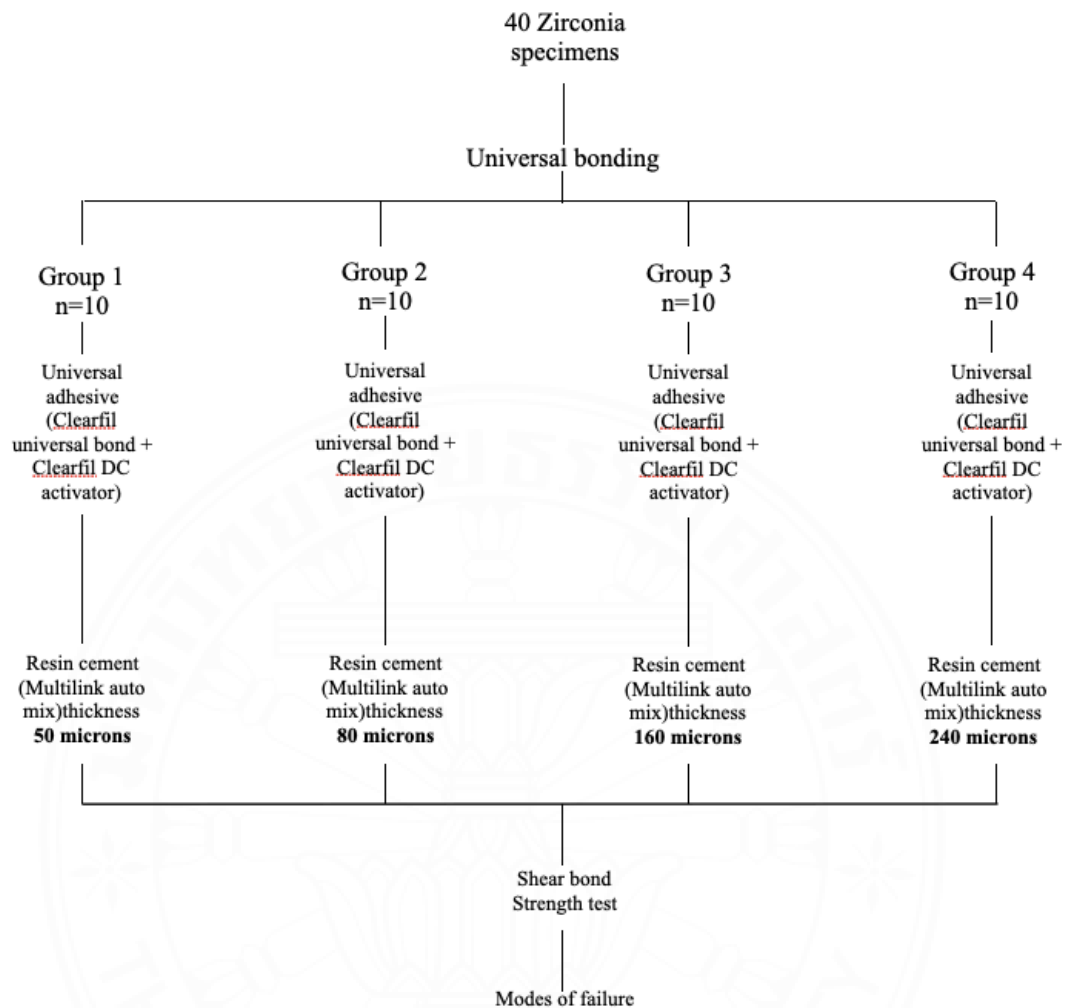 40 Zirconia
specimens
Universal bonding
Group 1
n=10
Group 2
n=10
Group 3
n=10
Group 4
n=10
Universal
adhesive
(Clearfil
universal bond +
Clearfil DC
activator)
Universal
adhesive
(Clearfil
universal bond +
Clearfil DC
activator)
Universal
adhesive
(Clearfil
universal bond +
Clearfil DC
activator)
Universal
adhesive
(Clearfil
universal bond +
Clearfil DC
activator)
Resin cement
(Multilink auto
mix)thickness
50 microns
Resin cement
(Multilink auto
mix)thickness
80 microns
Resin cement
(Multilink auto
mix)thickness
160 microns
Resin cement
(Multilink auto
mix)thickness
240 microns
Shear bond
Strength test
Modes of failure